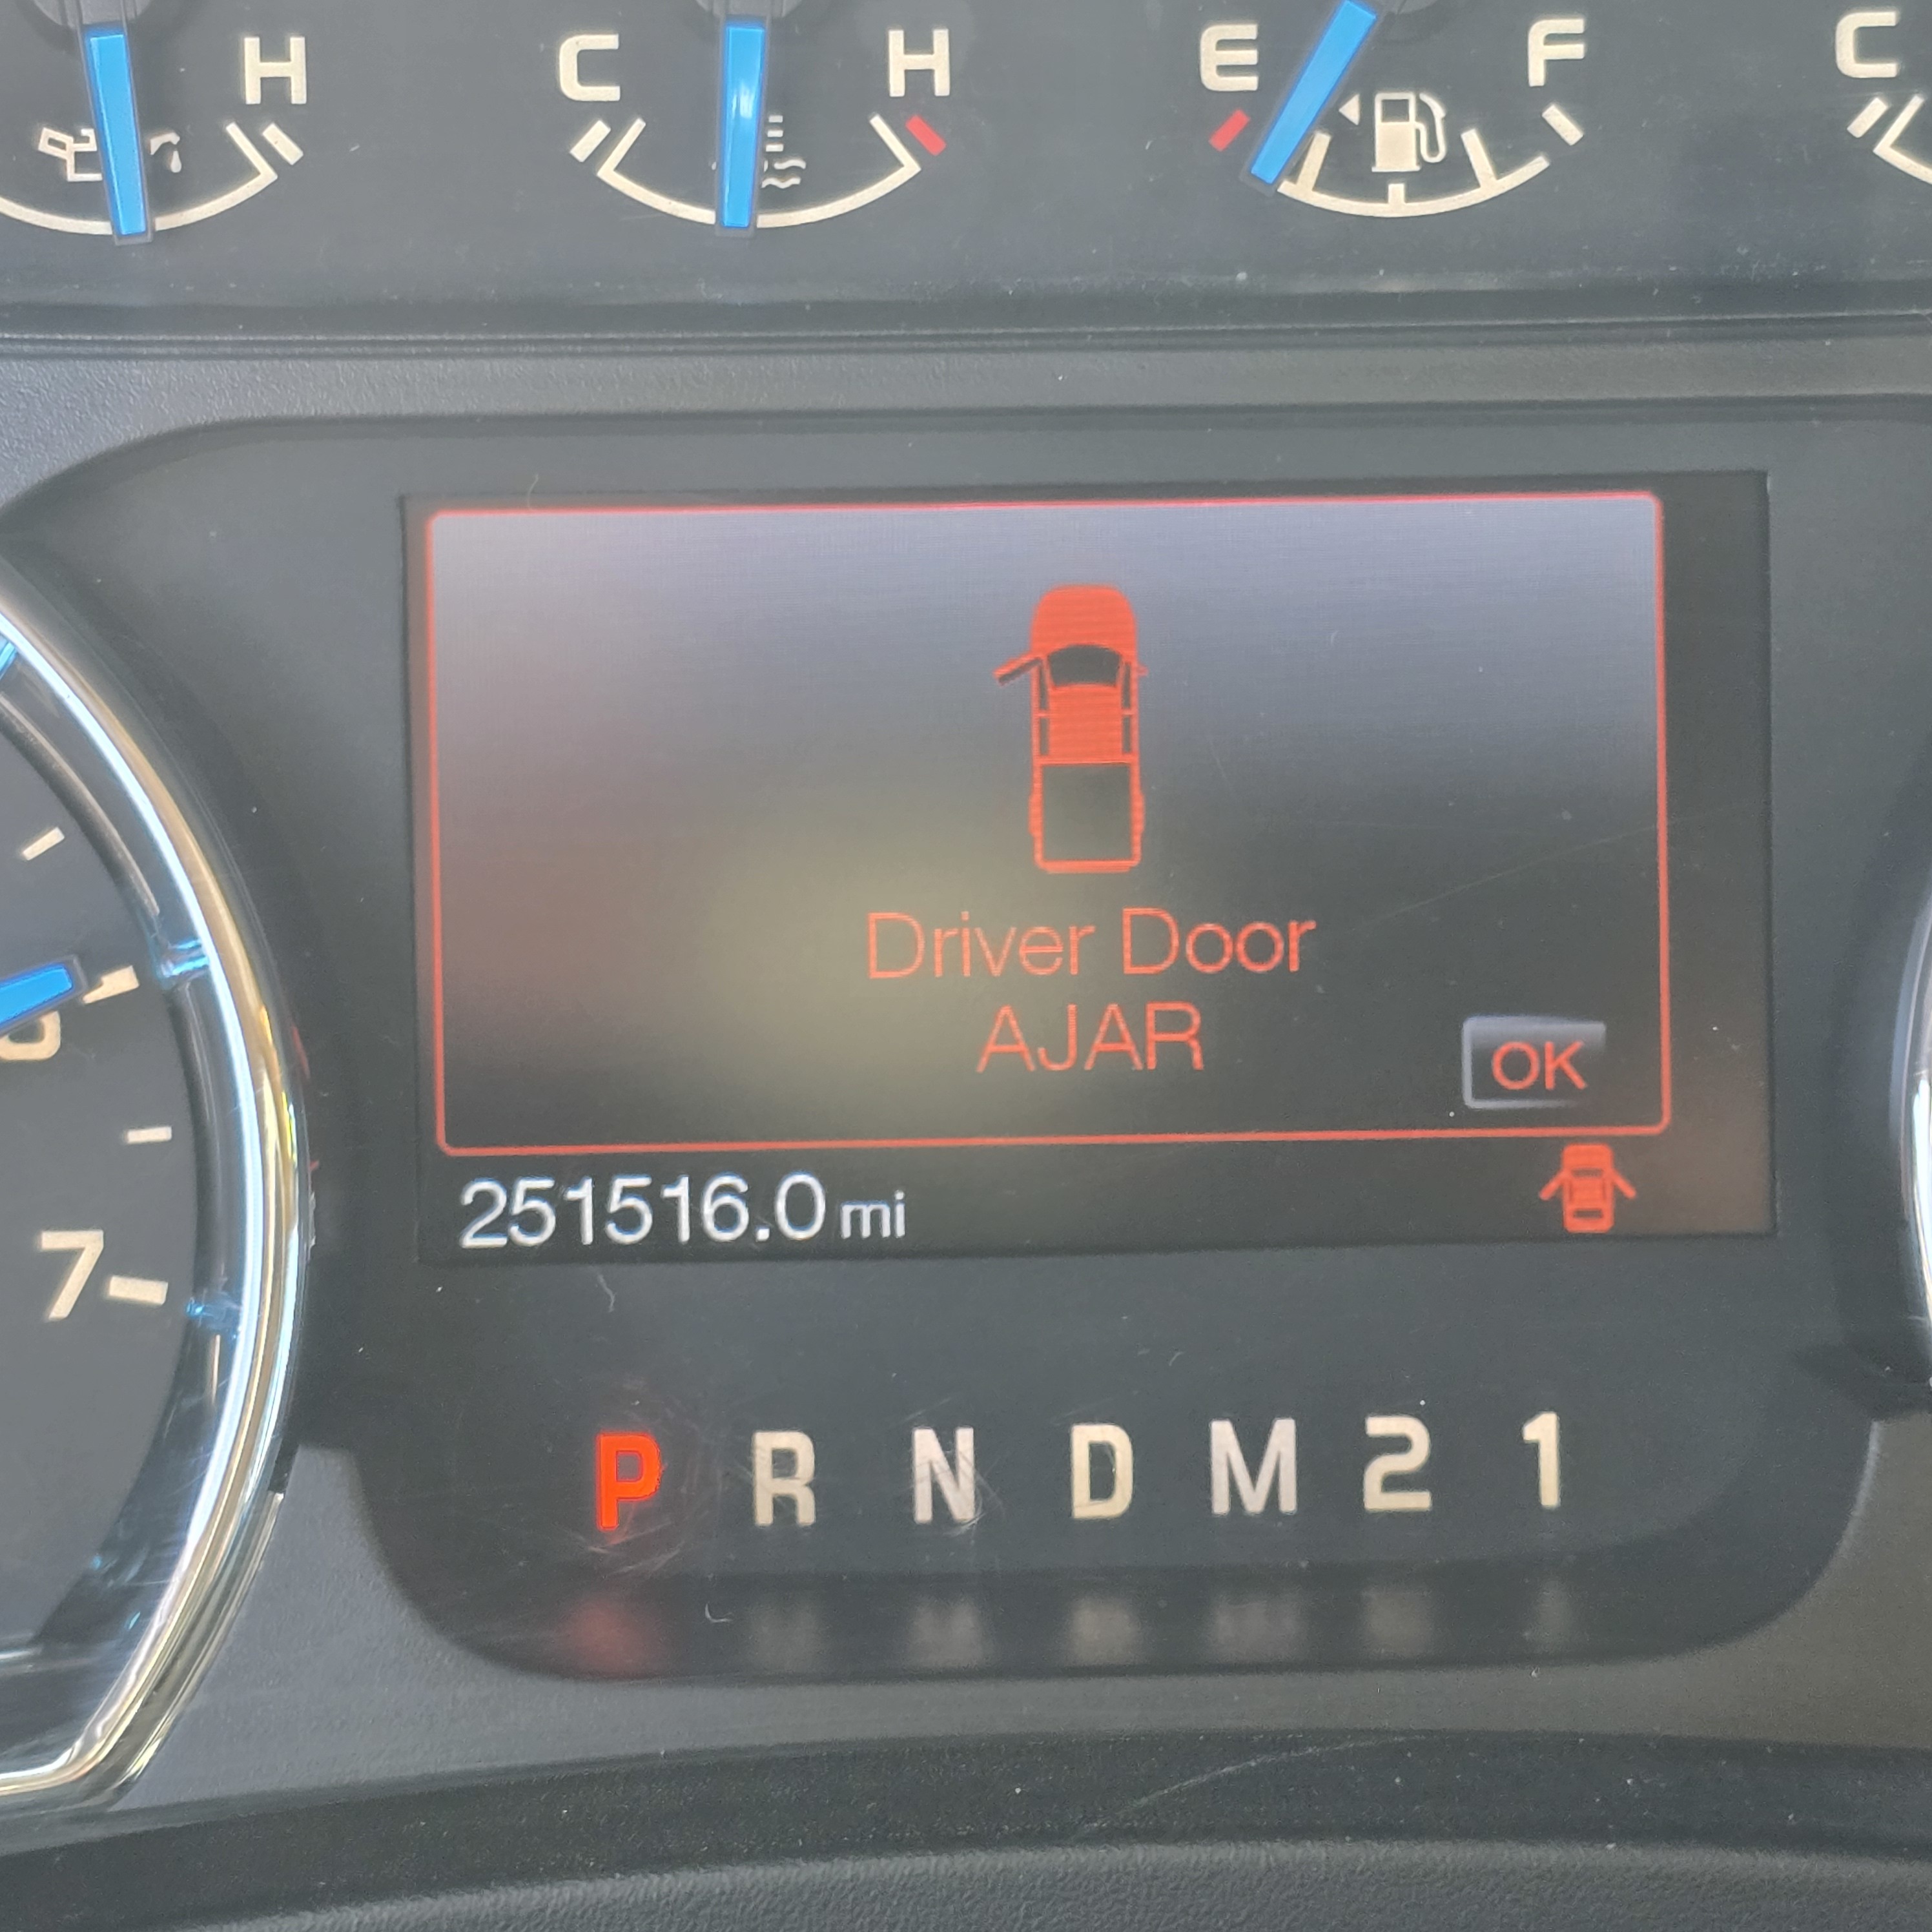 H C H E F C
Driver Door
AJAR
OK
251516.0 mi
7
P R N D M 2 1